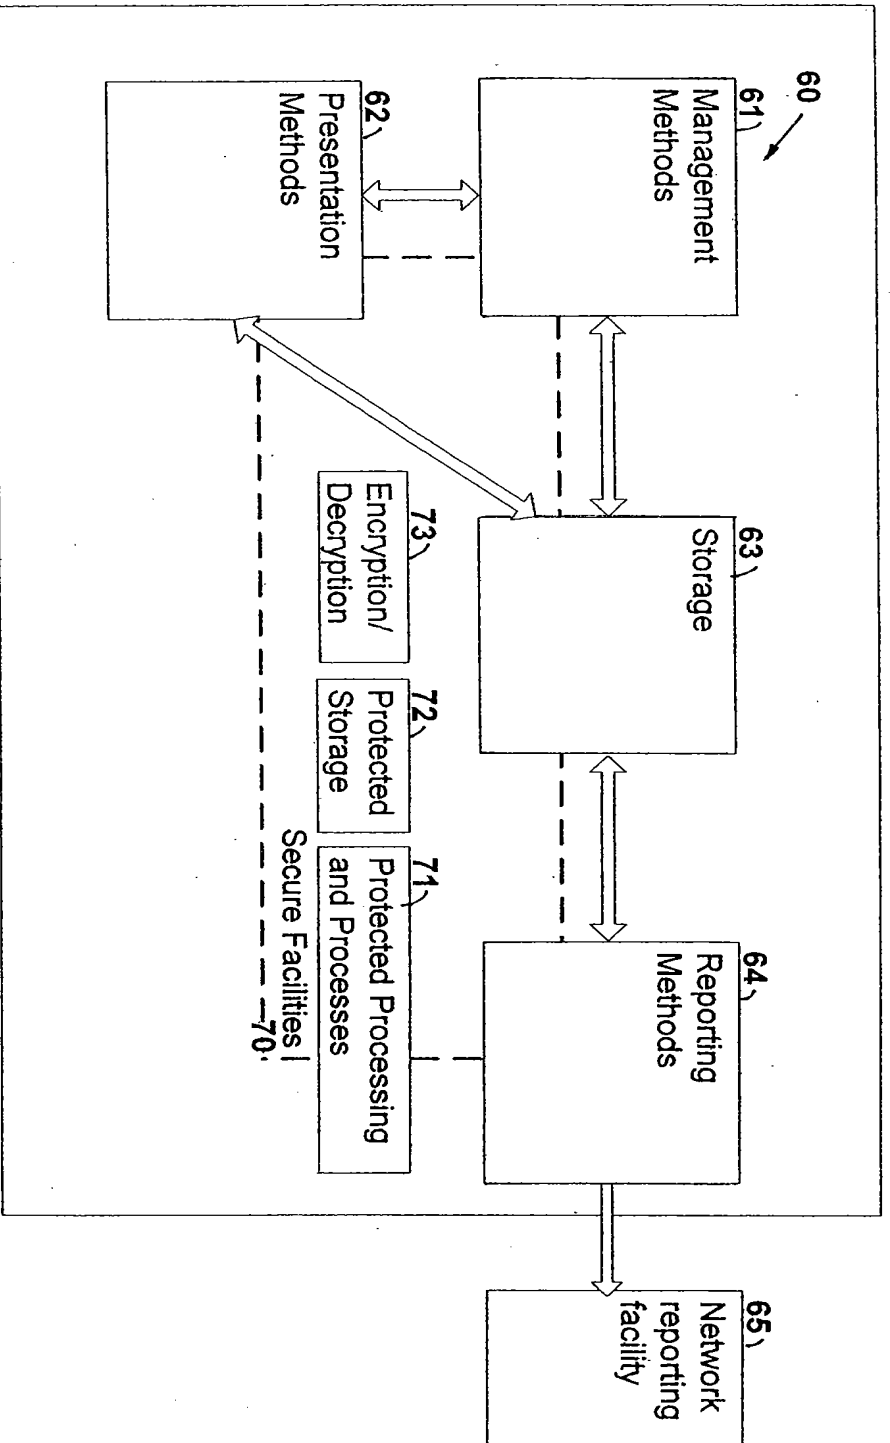 60
61
Management
Methods
62
Presentation
Methods
63
Storage
64
Reporting
Methods
65
Network
reporting
facility
73
Encryption/
Decryption
72
Protected
Storage
71
Protected Processing
and Processes
Secure Facilities
70